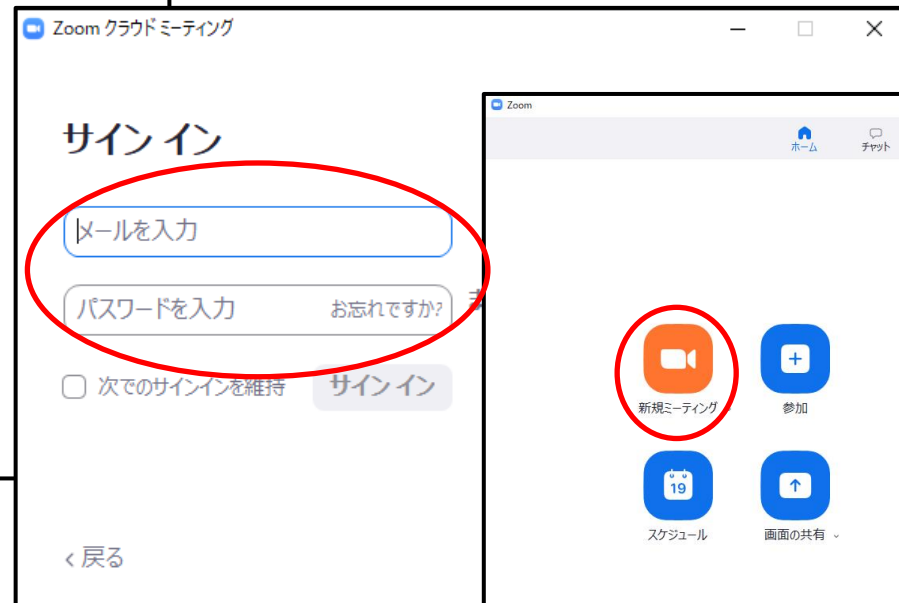 Zoom クラウド ミーティング
サイン イン
メールを入力
パスワードを入力
お忘れですか?
次でのサインインを維持
サイン イン
戻る
Zoom
ホーム
チャット
新規ミーティング
参加
19
スケジュール
画面の共有